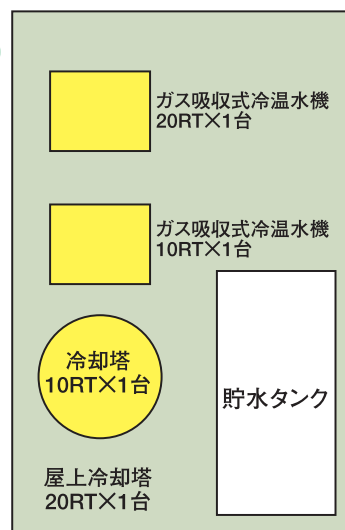 ガス吸収式冷温水機
20RT×1台
ガス吸収式冷温水機
10RT×1台
冷却塔
10RT×1台
貯水タンク
屋上冷却塔
20RT×1台